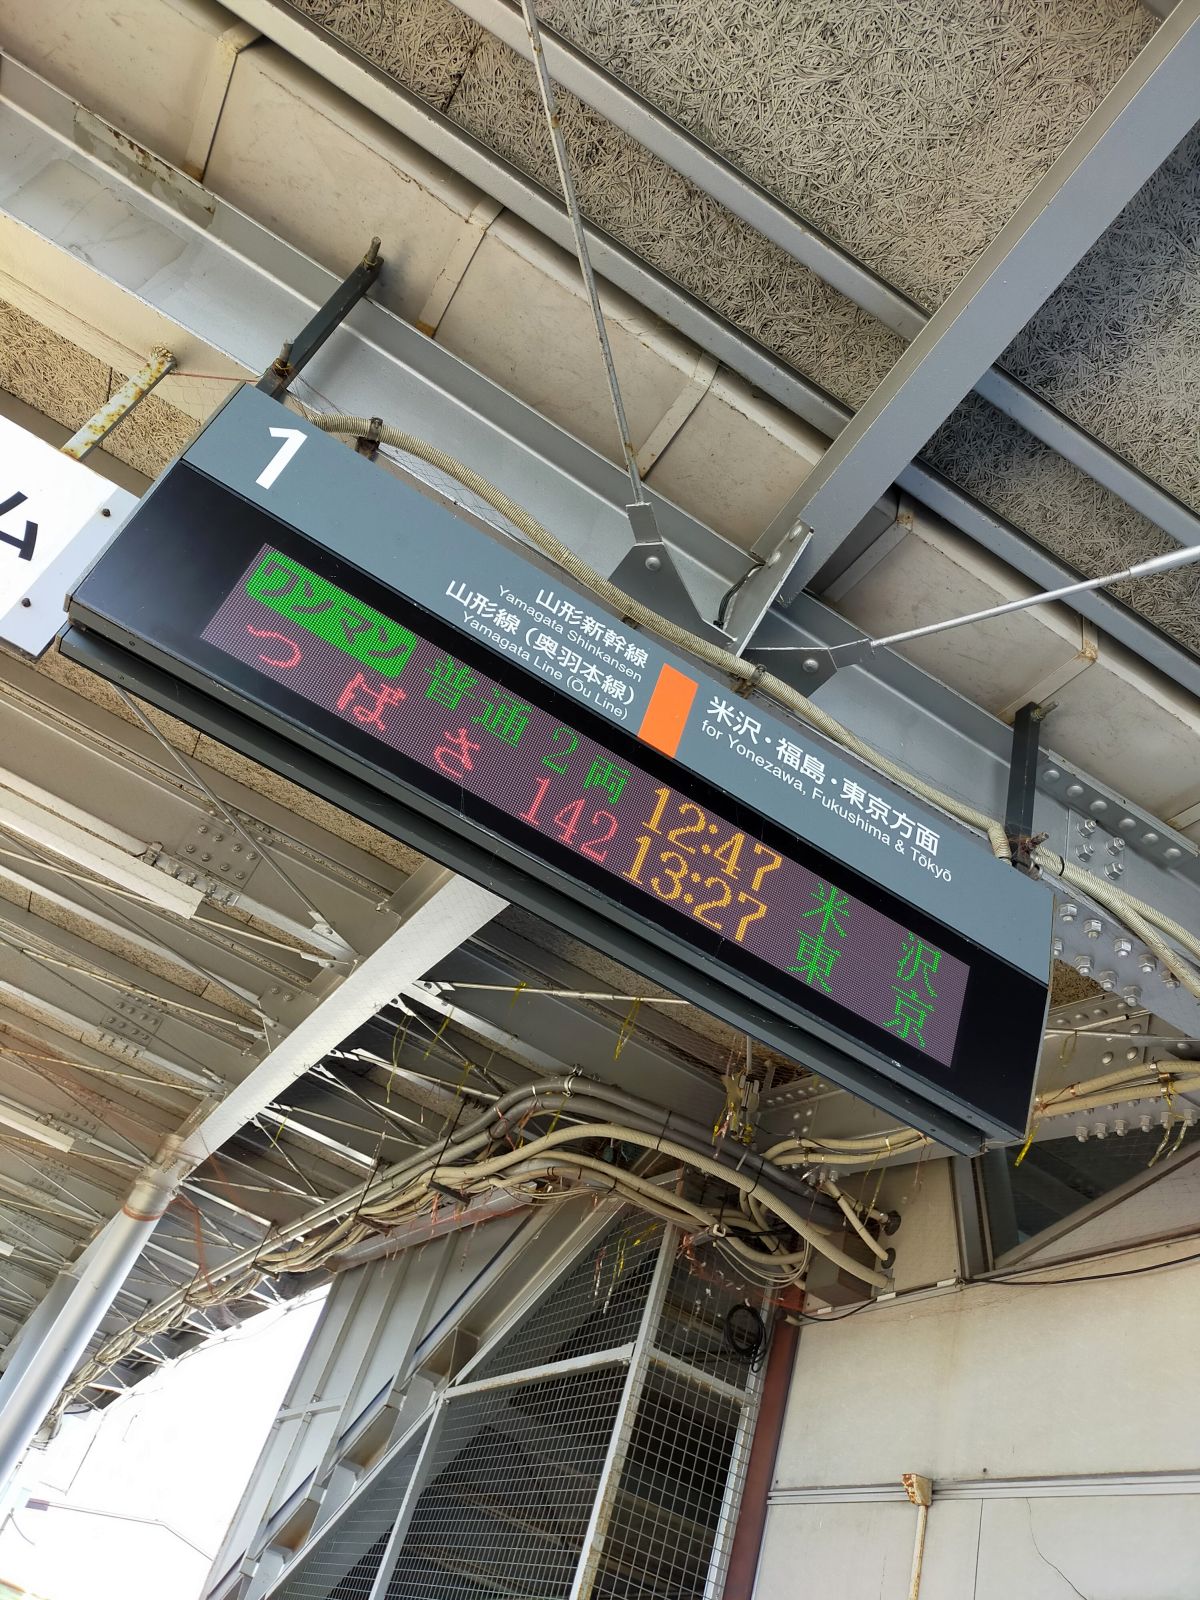 ム
1
山形新幹線
Yamagata Shinkansen
山形線（奥羽本線）
Yamagata Line (Ou Line)
米沢・福島・東京方面
for Yonezawa, Fukushima & Tōkyō
ワンマン 普通 2両 12:47 米沢
つばさ 142 13:27 東京